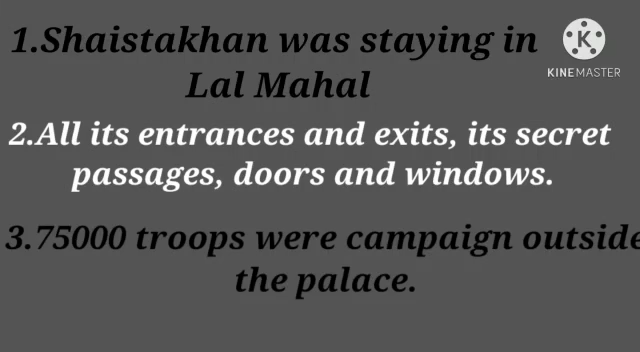 1.Shaistakhan was staying in
Lal Mahal
2.All its entrances and exits, its secret
passages, doors and windows.
3.75000 troops were campaign outside
the palace.
K
KINEMASTER